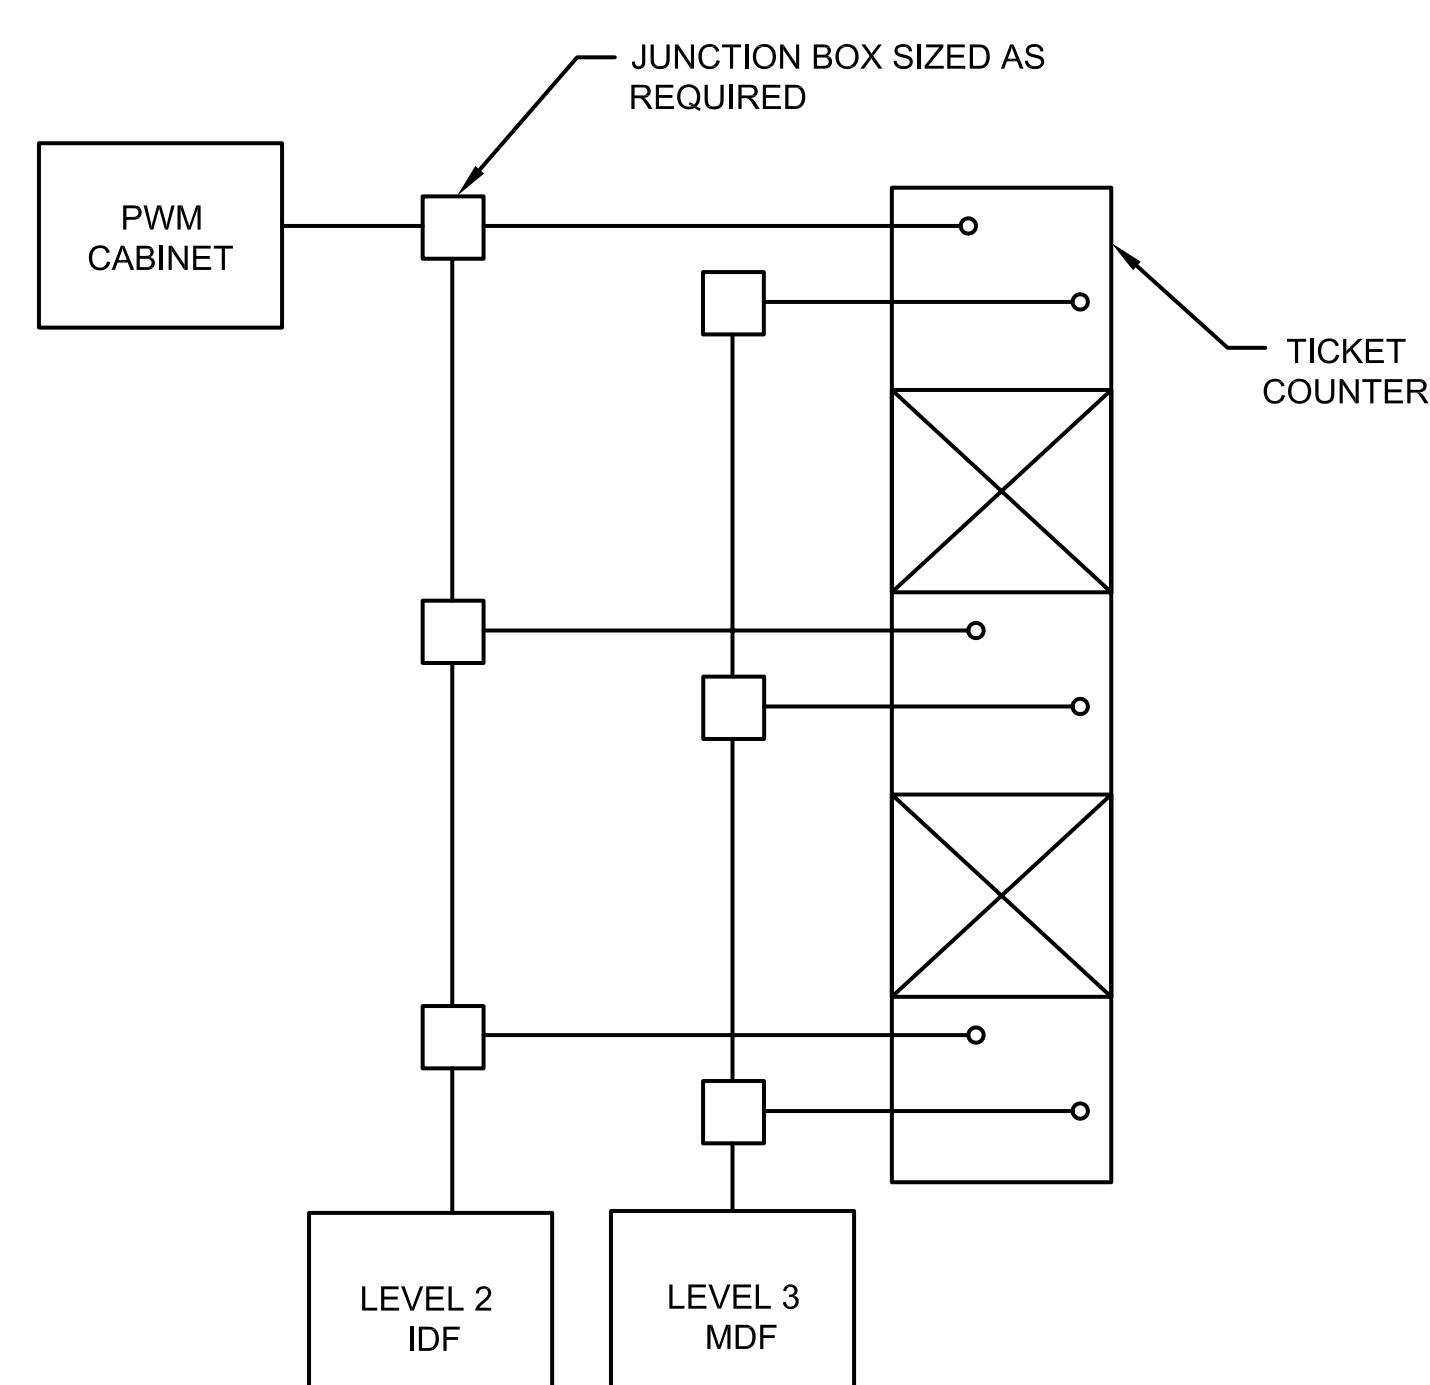 JUNCTION BOX SIZED AS
REQUIRED
PWM
CABINET
TICKET
COUNTER
LEVEL 2
IDF
LEVEL 3
MDF